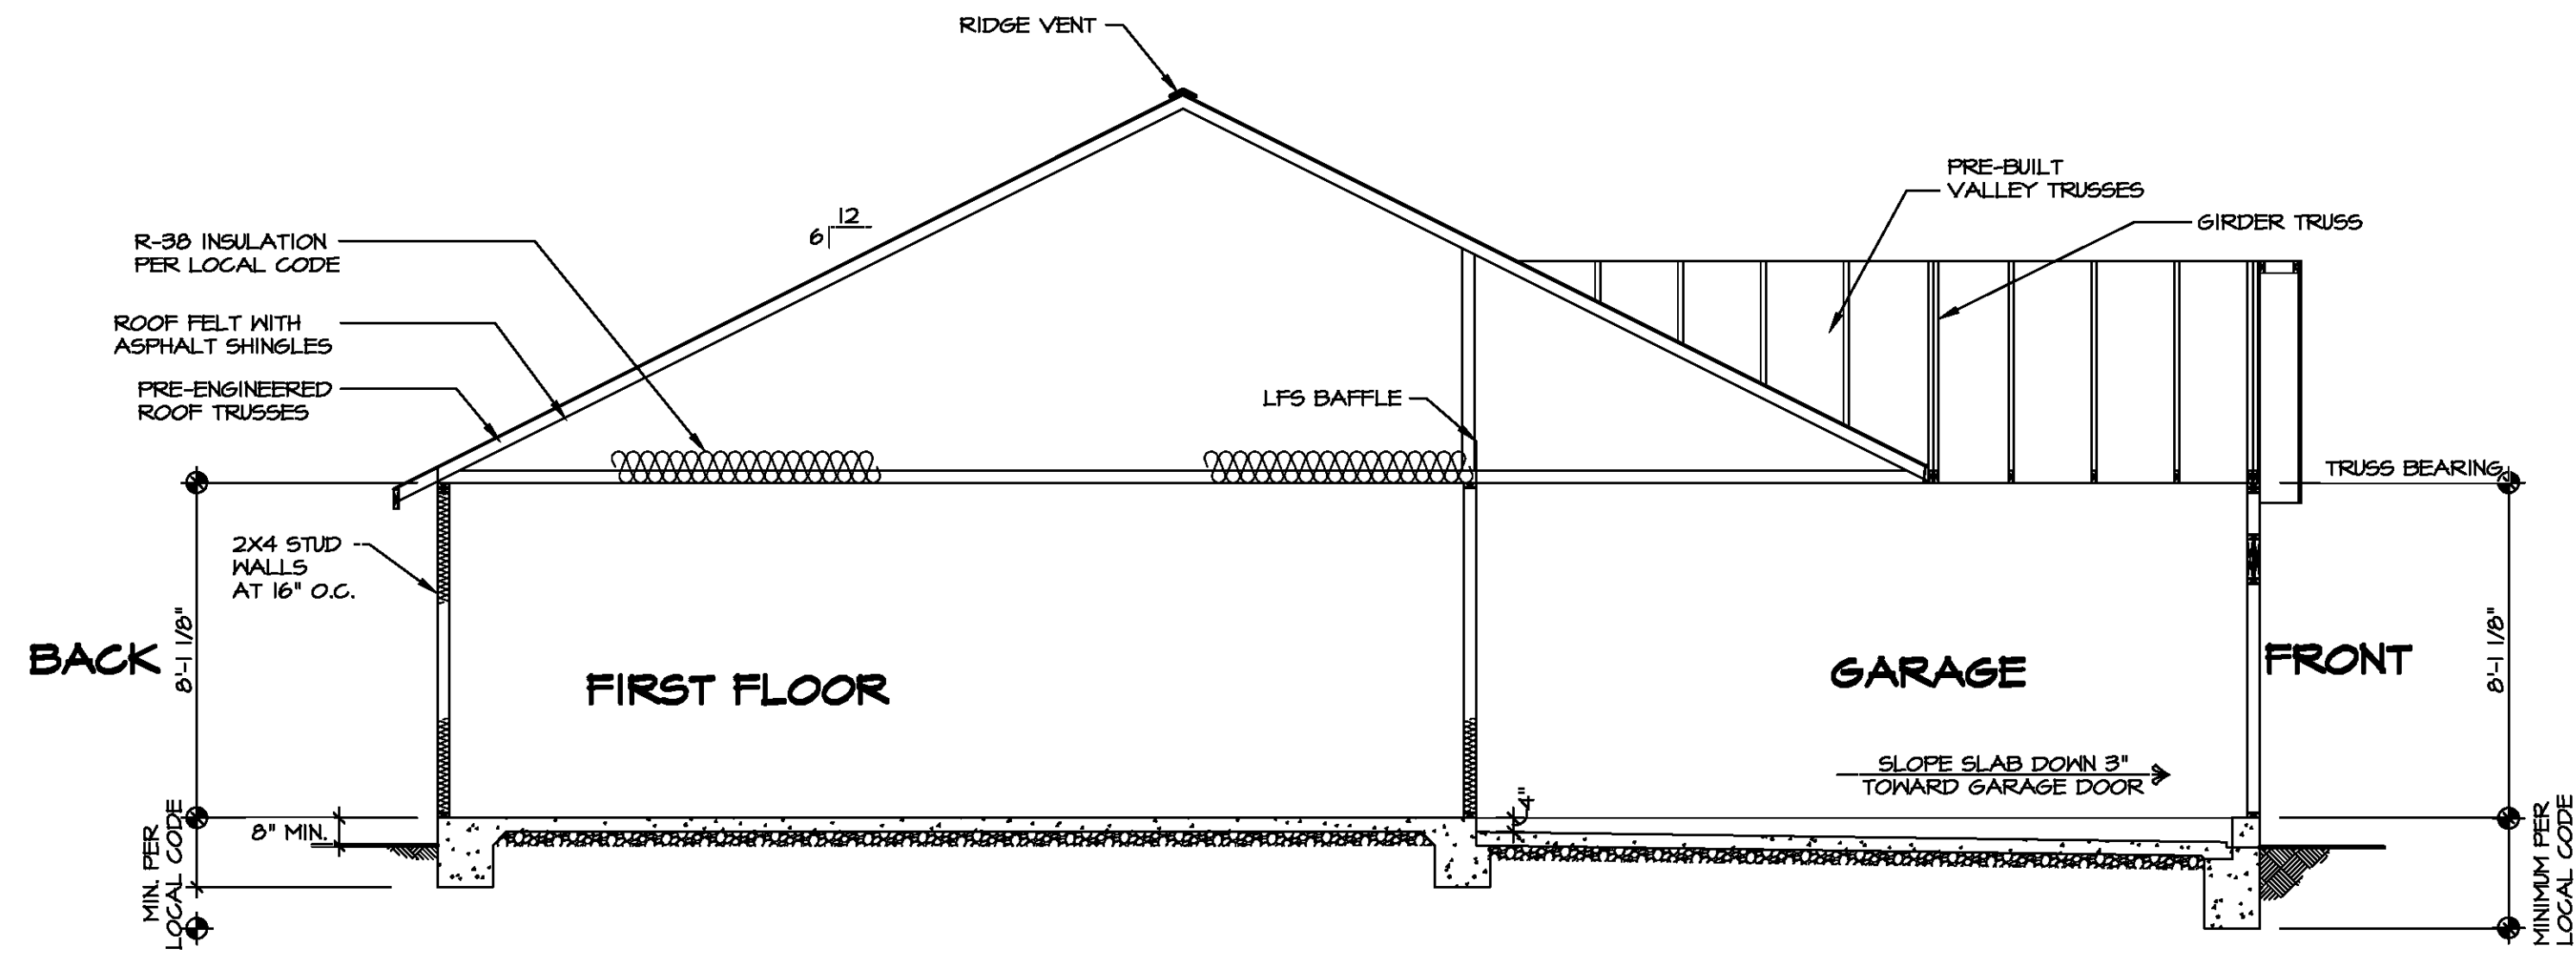 RIDGE VENT
PRE-BUILT
VALLEY TRUSSES
12
6
GIRDER TRUSS
R-38 INSULATION
PER LOCAL CODE
ROOF FELT WITH
ASPHALT SHINGLES
PRE-ENGINEERED
ROOF TRUSSES
LFS BAFFLE
TRUSS BEARING
2X4 STUD
WALLS
AT 16" O.C.
8'-1 1/8"
8'-1 1/8"
BACK
FIRST FLOOR
GARAGE
FRONT
SLOPE SLAB DOWN 3"
TOWARD GARAGE DOOR
4"
8" MIN.
MIN. PER
LOCAL CODE
MINIMUM PER
LOCAL CODE